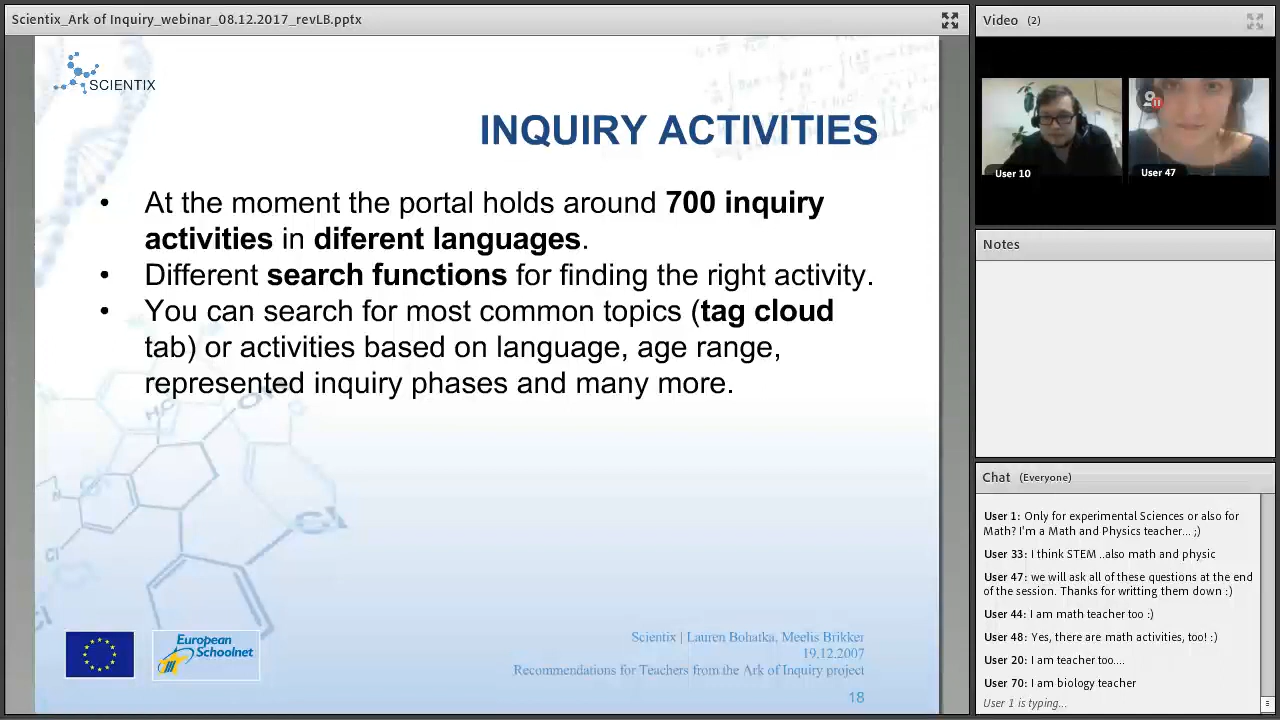 Scientix_Ark of Inquiry_webinar_08.12.2017_revLB.pptx
SCIENTIX
INQUIRY ACTIVITIES
• At the moment the portal holds around 700 inquiry
activities in diferent languages.
• Different search functions for finding the right activity.
• You can search for most common topics (tag cloud
tab) or activities based on language, age range,
represented inquiry phases and many more.
H₃C
OH
Cl
Cl
European
Schoolnet
Scientix | Lauren Bohatka, Meelis Brikker
19.12.2007
Recommendations for Teachers from the Ark of Inquiry project
18
Video (2)
User 10
User 47
Notes
Chat (Everyone)
User 1: Only for experimental Sciences or also for
Math? I'm a Math and Physics teacher... ;)
User 33: I think STEM ..also math and physic
User 47: we will ask all of these questions at the end
of the session. Thanks for writting them down :)
User 44: I am math teacher too :)
User 48: Yes, there are math activities, too! :)
User 20: I am teacher too...
User 70: I am biology teacher
User 1 is typing...